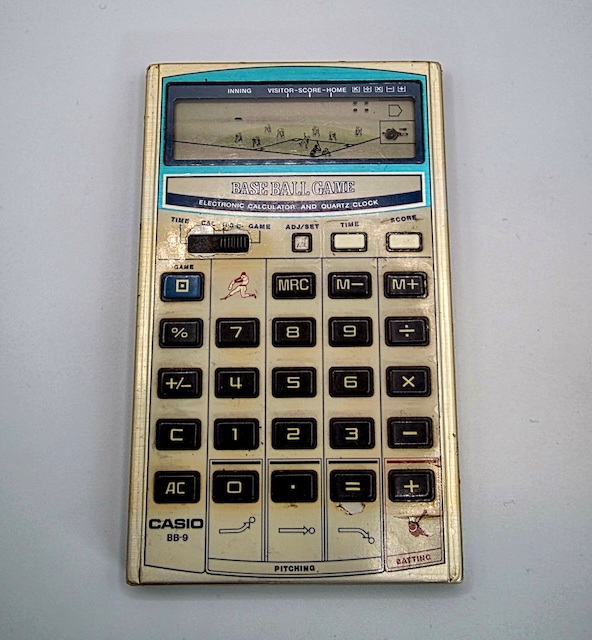 INNING VISITOR-SCORE-HOME K ÷ × − +
BASE BALL GAME
ELECTRONIC CALCULATOR AND QUARTZ CLOCK
TIME GAME ADJ/SET TIME SCORE
GAME
MRC M− M+
% 7 8 9 ÷
+/− 4 5 6 ×
C 1 2 3 −
AC 0 · = +
CASIO
BB-9
PITCHING BATTING